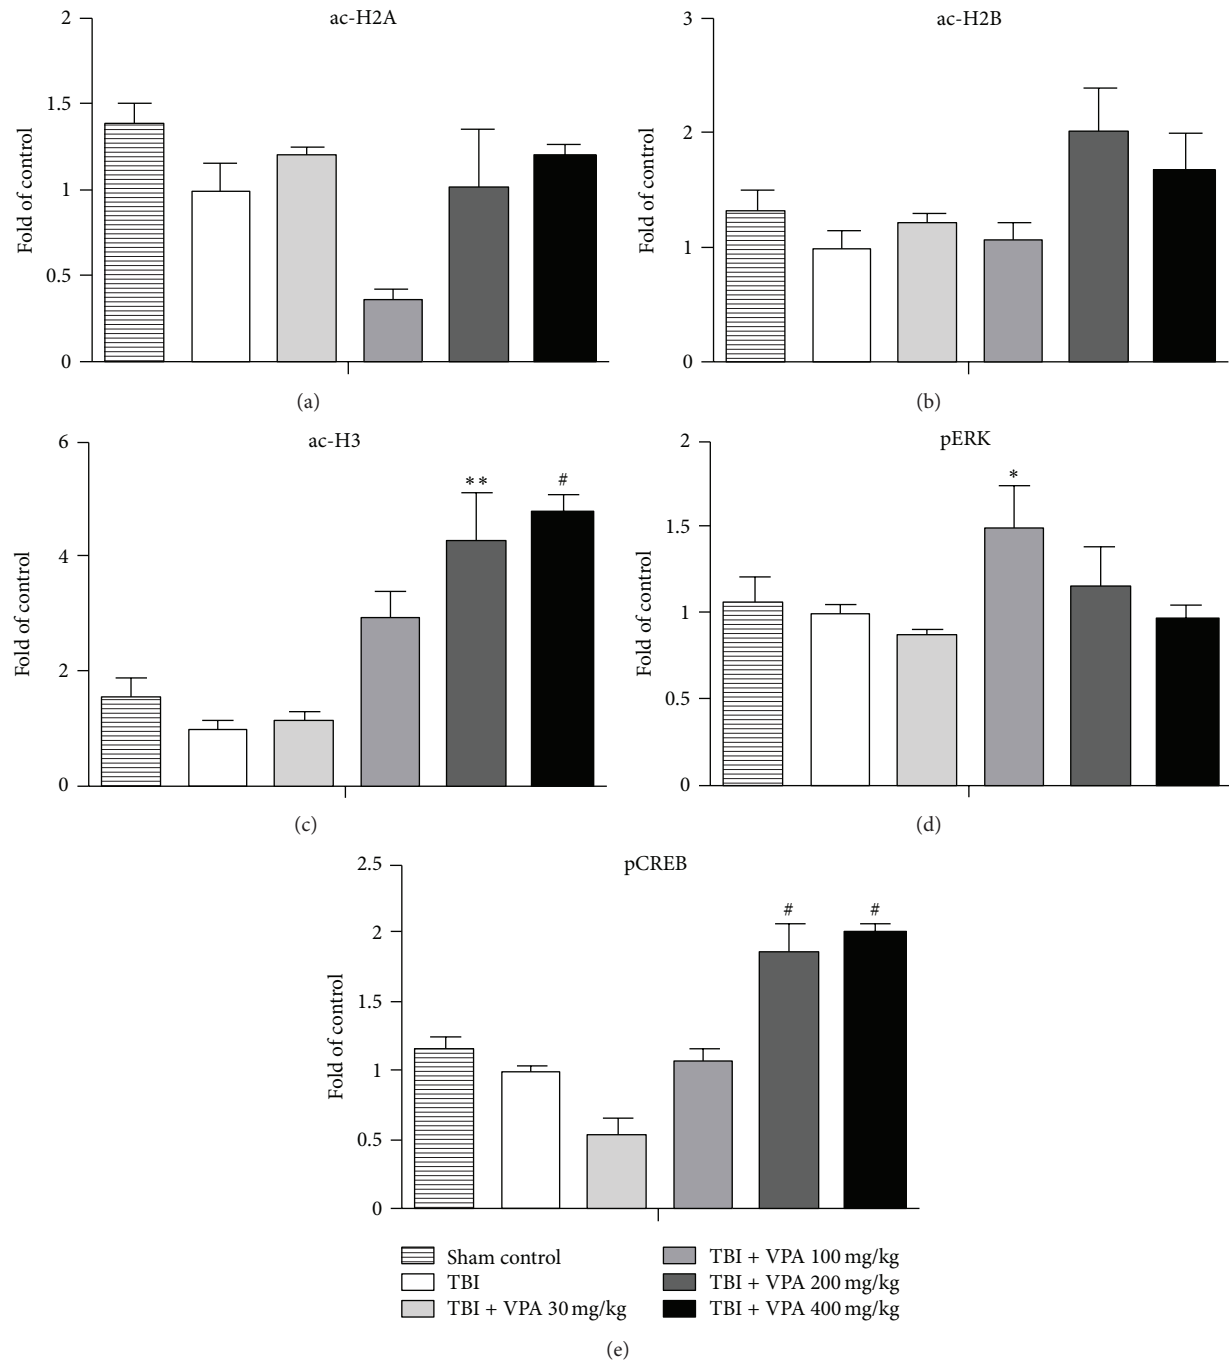 ac-H2A
2
1.5
1
0.5
0
Fold of control
(a)
ac-H2B
3
2
1
0
Fold of control
(b)
ac-H3
6
4
2
0
Fold of control
**
#
(c)
pERK
2
1.5
1
0.5
0
Fold of control
*
(d)
pCREB
2.5
2
1.5
1
0.5
0
Fold of control
#
#
Sham control
TBI
TBI + VPA 30 mg/kg
TBI + VPA 100 mg/kg
TBI + VPA 200 mg/kg
TBI + VPA 400 mg/kg
(e)